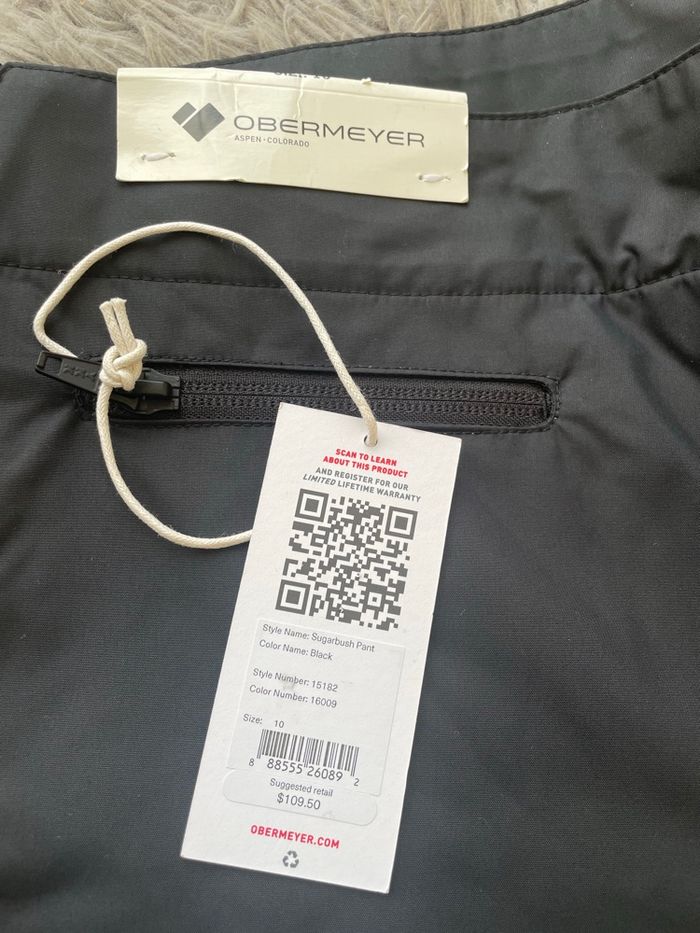 OBERMEYER
ASPEN · COLORADO
SCAN TO LEARN
ABOUT THIS PRODUCT
AND REGISTER FOR OUR
LIMITED LIFETIME WARRANTY
Style Name: Sugarbush Pant
Color Name: Black
Style Number: 15182
Color Number: 16009
Size: 10
8 88555 26089 2
Suggested retail
$109.50
OBERMEYER.COM